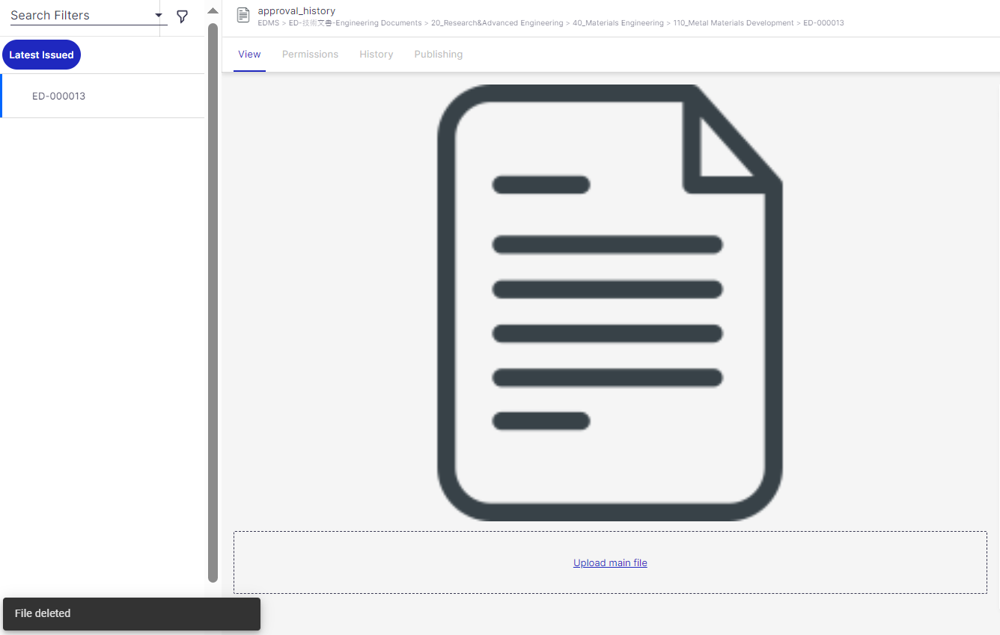 Search Filters
Latest Issued
ED-000013
approval_history
EDMS > ED-技術文書-Engineering Documents > 20_Research&Advanced Engineering > 40_Materials Engineering > 110_Metal Materials Development > ED-000013
View Permissions History Publishing
Upload main file
File deleted